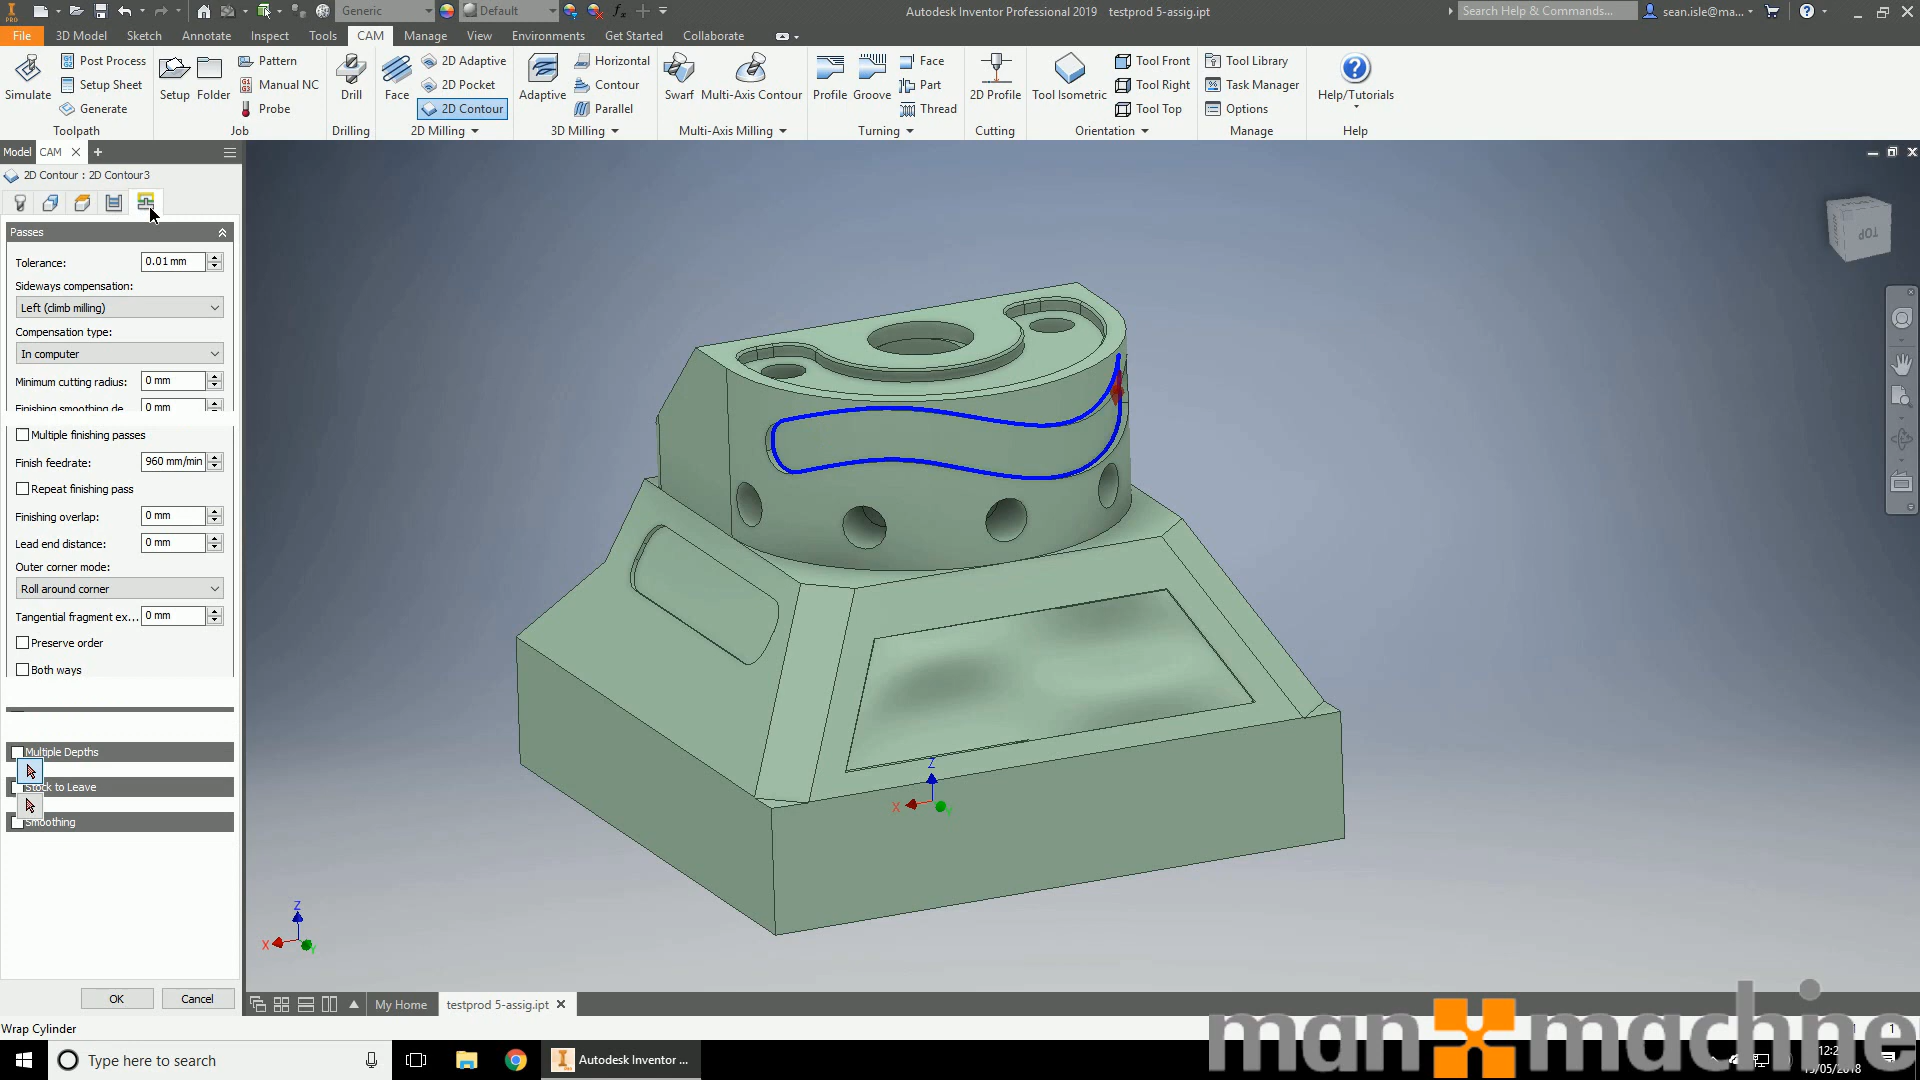 Generic
Default
Autodesk Inventor Professional 2019 testprod 5-assig.ipt
Search Help & Commands...
sean.isle@ma...
File 3D Model Sketch Annotate Inspect Tools CAM Manage View Environments Get Started Collaborate
Simulate
Post Process
Setup Sheet
Generate
Toolpath
Setup
Folder
Pattern
Manual NC
Probe
Job
Drill
Drilling
Face
2D Adaptive
2D Pocket
2D Contour
2D Milling
Adaptive
Horizontal
Contour
Parallel
3D Milling
Swarf
Multi-Axis Contour
Multi-Axis Milling
Profile
Groove
Face
Part
Thread
Turning
2D Profile
Cutting
Tool Isometric
Tool Front
Tool Right
Tool Top
Orientation
Tool Library
Task Manager
Options
Manage
Help/Tutorials
Help
Model CAM
2D Contour : 2D Contour3
Passes
Tolerance: 0.01 mm
Sideways compensation:
Left (climb milling)
Compensation type:
In computer
Minimum cutting radius: 0 mm
Finishing smoothing de... 0 mm
Multiple finishing passes
Finish feedrate: 960 mm/min
Repeat finishing pass
Finishing overlap: 0 mm
Lead end distance: 0 mm
Outer corner mode:
Roll around corner
Tangential fragment ex... 0 mm
Preserve order
Both ways
Multiple Depths
Stock to Leave
Smoothing
OK Cancel
TOP
Z
X
Z
X
Y
My Home testprod 5-assig.ipt
Wrap Cylinder
1
man machine
Type here to search
Autodesk Inventor ...